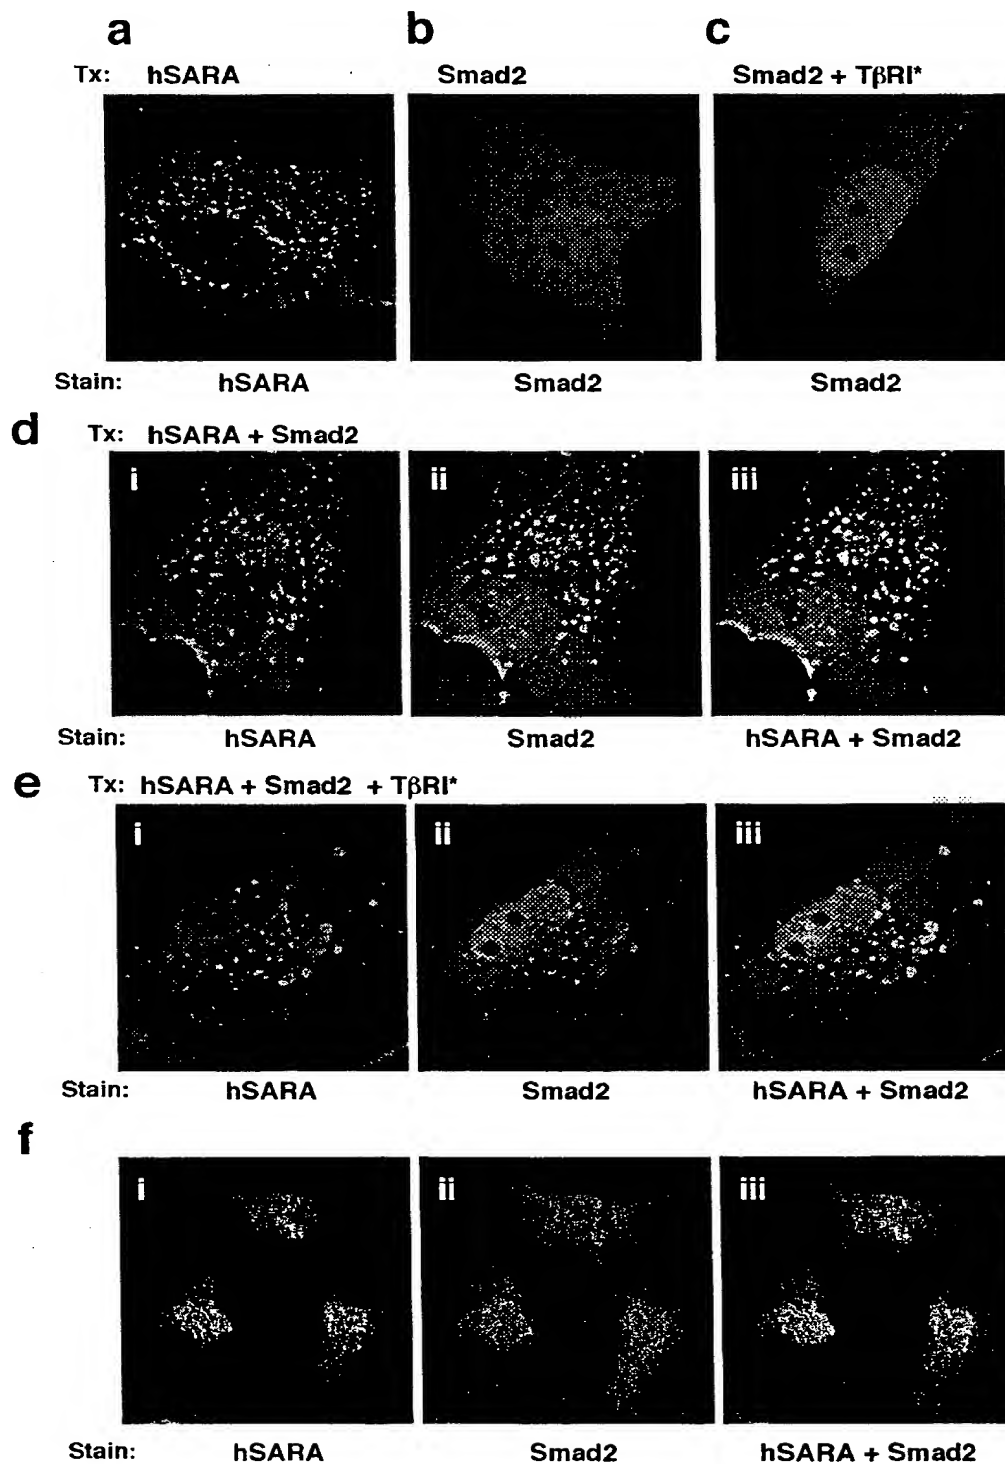 a b c
Tx: hSARA Smad2 Smad2 + TβRI*
Stain: hSARA Smad2 Smad2
d Tx: hSARA + Smad2
i ii iii
Stain: hSARA Smad2 hSARA + Smad2
e Tx: hSARA + Smad2 + TβRI*
i ii iii
Stain: hSARA Smad2 hSARA + Smad2
f
i ii iii
Stain: hSARA Smad2 hSARA + Smad2